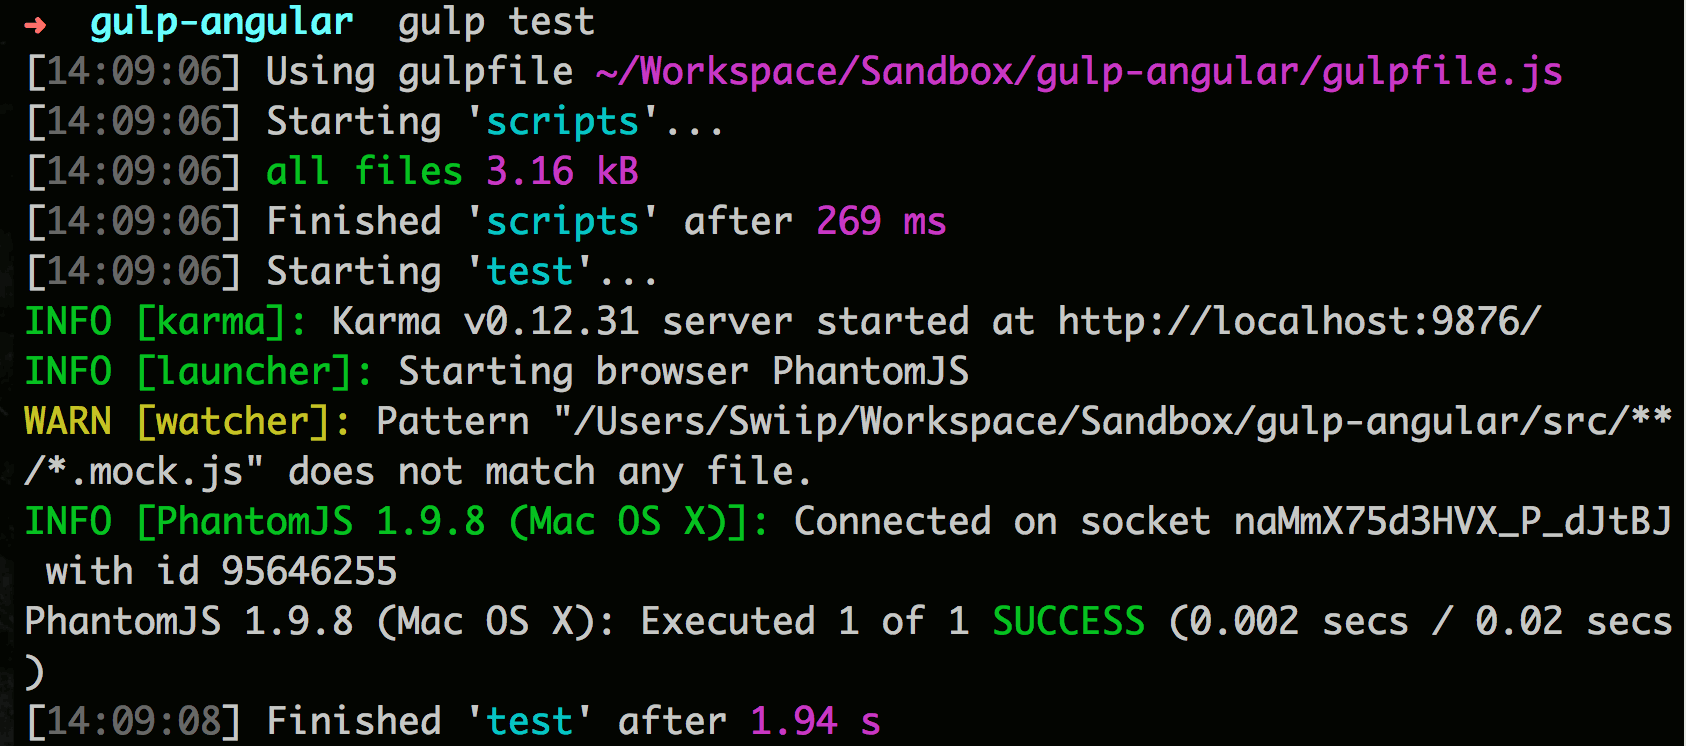 ➜  gulp-angular  gulp test
[14:09:06] Using gulpfile ~/Workspace/Sandbox/gulp-angular/gulpfile.js
[14:09:06] Starting 'scripts'...
[14:09:06] all files 3.16 kB
[14:09:06] Finished 'scripts' after 269 ms
[14:09:06] Starting 'test'...
INFO [karma]: Karma v0.12.31 server started at http://localhost:9876/
INFO [launcher]: Starting browser PhantomJS
WARN [watcher]: Pattern "/Users/Swiip/Workspace/Sandbox/gulp-angular/src/**
/*.mock.js" does not match any file.
INFO [PhantomJS 1.9.8 (Mac OS X)]: Connected on socket naMmX75d3HVX_P_dJtBJ
 with id 95646255
PhantomJS 1.9.8 (Mac OS X): Executed 1 of 1 SUCCESS (0.002 secs / 0.02 secs
)
[14:09:08] Finished 'test' after 1.94 s